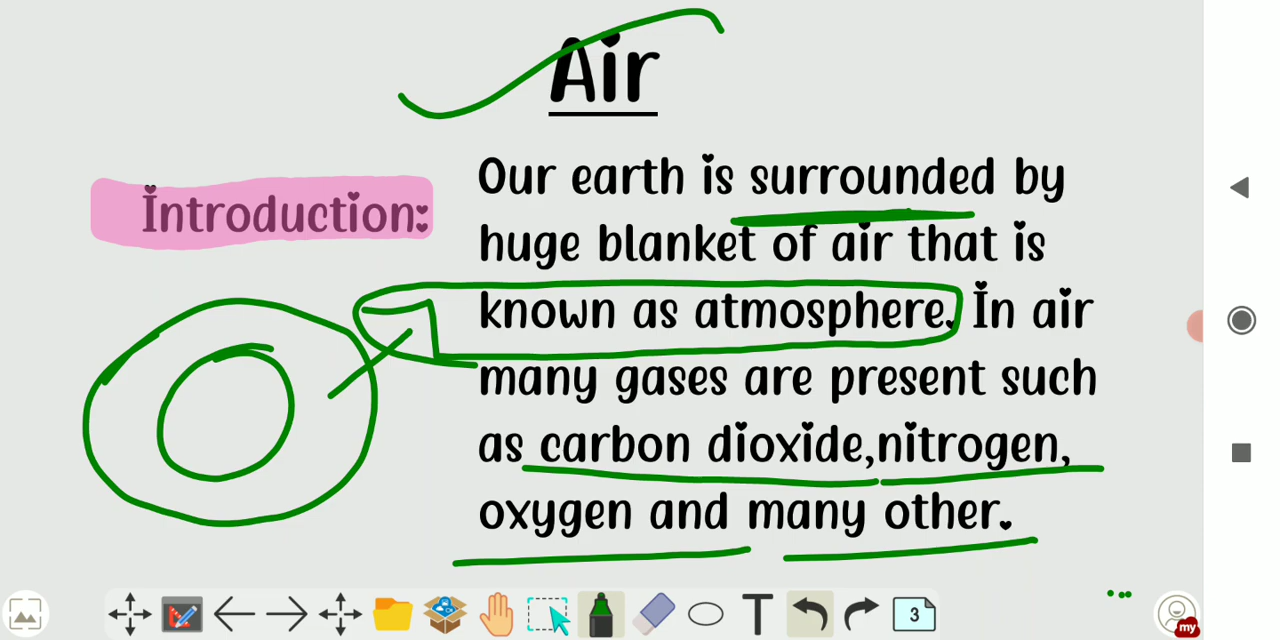 Air
Introduction:
Our earth is surrounded by
huge blanket of air that is
known as atmosphere. In air
many gases are present such
as carbon dioxide,nitrogen,
oxygen and many other.
T
3
my